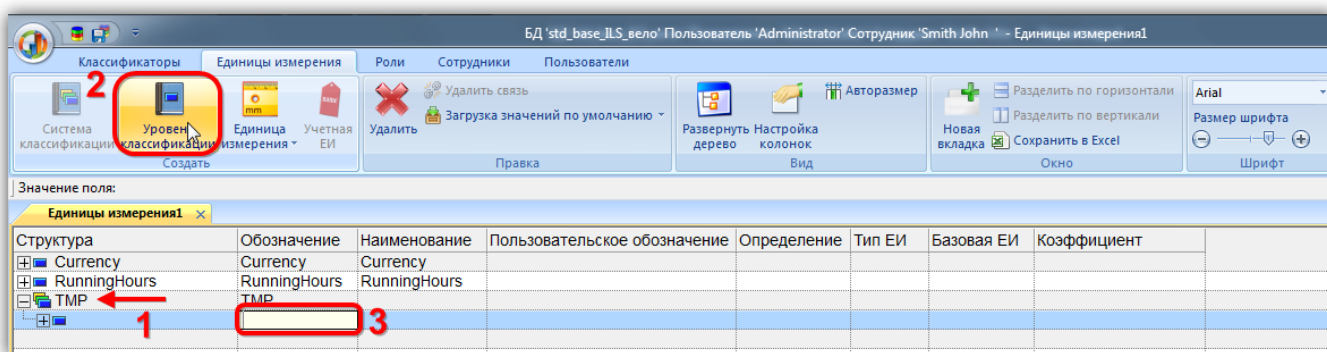 БД 'std_base_ILS_вело' Пользователь 'Administrator' Сотрудник 'Smith John ' - Единицы измерения1
Классификаторы Единицы измерения Роли Сотрудники Пользователи
2
Система классификации
Уровень классификации
mm
Единица измерения
Учетная ЕИ
Создать
Удалить
Удалить связь
Загрузка значений по умолчанию
Правка
Развернуть дерево
Настройка колонок
Авторазмер
Вид
Новая вкладка
Разделить по горизонтали
Разделить по вертикали
Сохранить в Excel
Окно
Arial
Размер шрифта
Шрифт
Значение поля:
Единицы измерения1
Структура Обозначение Наименование Пользовательское обозначение Определение Тип ЕИ Базовая ЕИ Коэффициент
Currency Currency Currency
RunningHours RunningHours RunningHours
TMP TMP
1
3